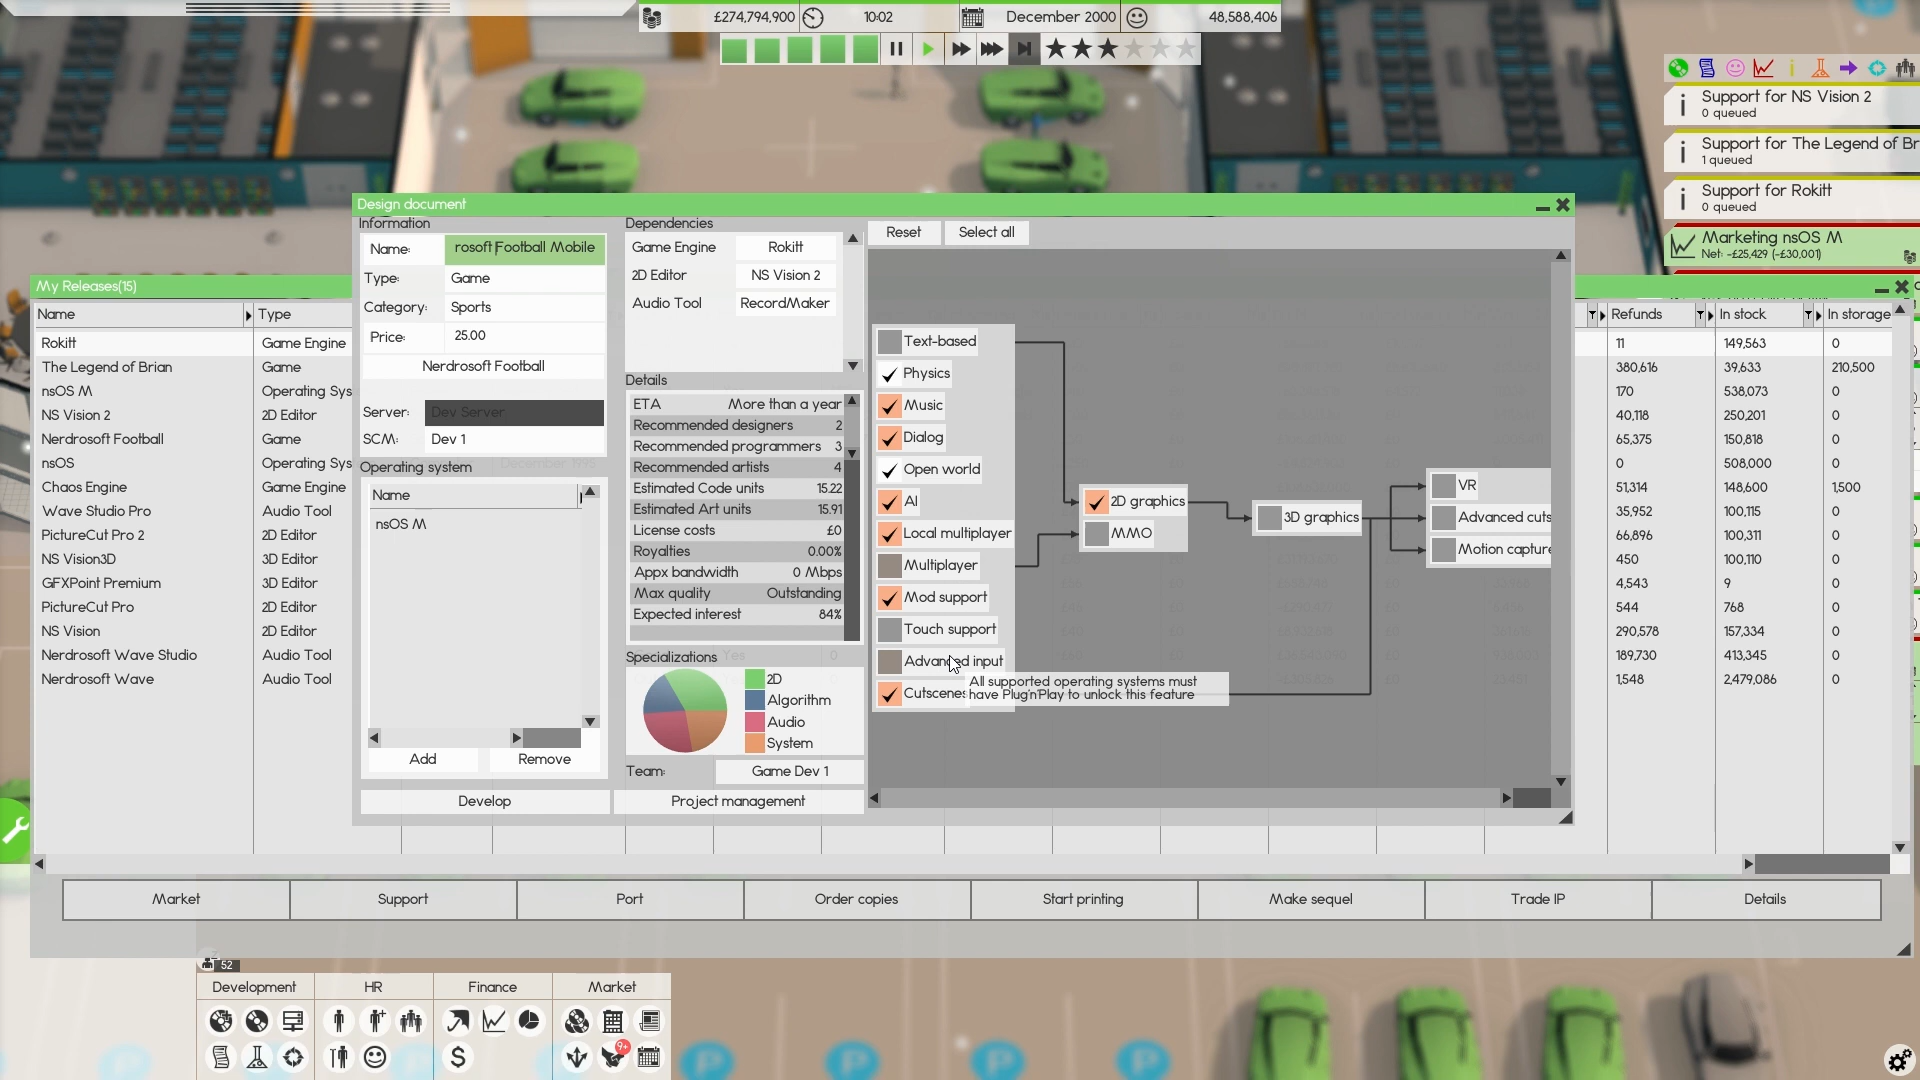 £274,794,900
10:02
December 2000
48,588,406
Support for NS Vision 2
0 queued
Support for The Legend of Br
1 queued
Support for Rokitt
0 queued
Marketing nsOS M
Net: -£25,429 (-£30,001)
Design document
Information
Name:
rosoft Football Mobile
Type:
Game
Category:
Sports
Price:
25.00
Nerdrosoft Football
Server:
Dev Server
SCM:
Dev 1
Operating system
Name
nsOS M
Add
Remove
Develop
Dependencies
Game Engine
Rokitt
2D Editor
NS Vision 2
Audio Tool
RecordMaker
Details
ETA More than a year
Recommended designers 2
Recommended programmers 3
Recommended artists 4
Estimated Code units 15.22
Estimated Art units 15.91
License costs £0
Royalties 0.00%
Appx bandwidth 0 Mbps
Max quality Outstanding
Expected interest 84%
Specializations
2D
Algorithm
Audio
System
Team:
Game Dev 1
Project management
Reset
Select all
Text-based
Physics
Music
Dialog
Open world
AI
Local multiplayer
Multiplayer
Mod support
Touch support
Advanced input
Cutscenes
2D graphics
MMO
3D graphics
VR
Advanced cuts
Motion capture
All supported operating systems must
have Plug'n'Play to unlock this feature
My Releases(15)
Name Type Refunds In stock In storage
Rokitt Game Engine 11 149,563 0
The Legend of Brian Game 380,616 39,633 210,500
nsOS M Operating Sys 170 538,073 0
NS Vision 2 2D Editor 40,118 250,201 0
Nerdrosoft Football Game 65,375 150,818 0
nsOS Operating Sys 0 508,000 0
Chaos Engine Game Engine 51,314 148,600 1,500
Wave Studio Pro Audio Tool 35,952 100,115 0
PictureCut Pro 2 2D Editor 66,896 100,311 0
NS Vision3D 3D Editor 450 100,110 0
GFXPoint Premium 3D Editor 4,543 9 0
PictureCut Pro 2D Editor 544 768 0
NS Vision 2D Editor 290,578 157,334 0
Nerdrosoft Wave Studio Audio Tool 189,730 413,345 0
Nerdrosoft Wave Audio Tool 1,548 2,479,086 0
Market
Support
Port
Order copies
Start printing
Make sequel
Trade IP
Details
52
Development
HR
Finance
Market
9+